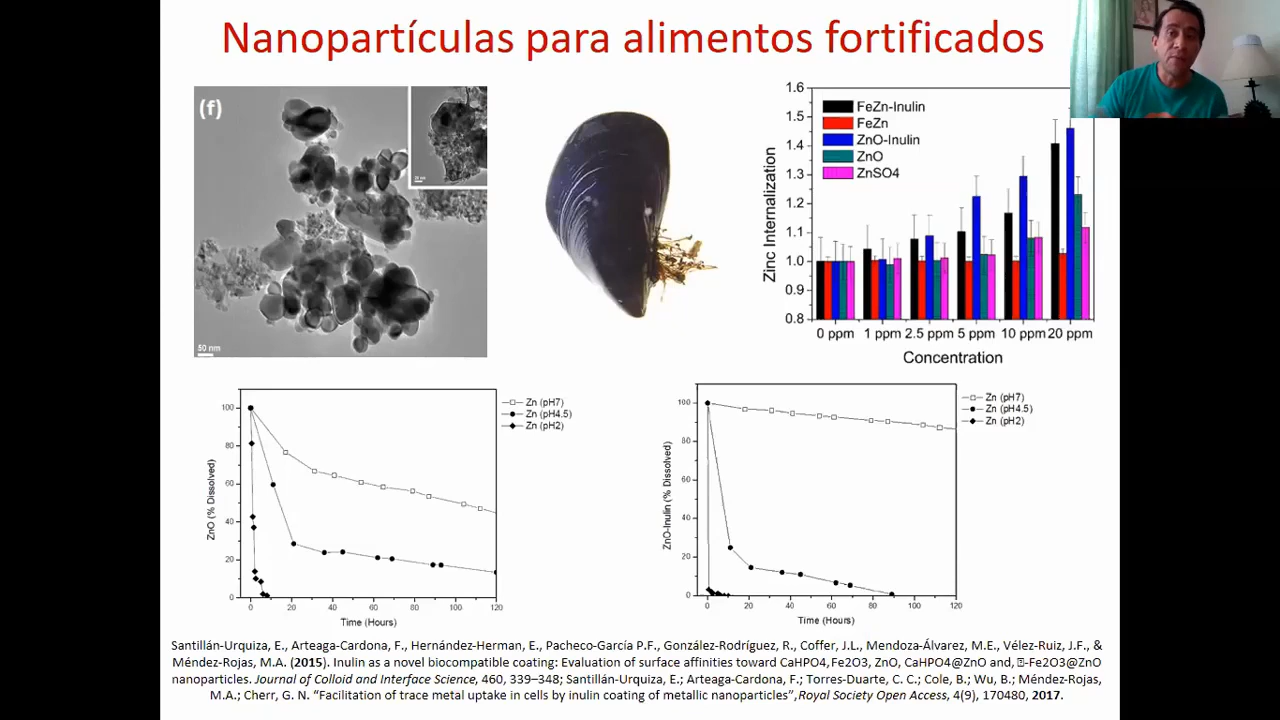 Nanopartículas para alimentos fortificados
(f)
50 nm
1.6
1.5
1.4
1.3
1.2
1.1
1.0
0.9
0.8
Zinc Internalization
FeZn-Inulin
FeZn
ZnO-Inulin
ZnO
ZnSO4
0 ppm 1 ppm 2.5 ppm 5 ppm 10 ppm 20 ppm
Concentration
100
80
60
40
20
0
ZnO (% Dissolved)
Zn (pH7)
Zn (pH4.5)
Zn (pH2)
0 20 40 60 80 100 120
Time (Hours)
100
80
60
40
20
0
ZnO-Inulin (% Dissolved)
Zn (pH7)
Zn (pH4.5)
Zn (pH2)
0 20 40 60 80 100 120
Time (Hours)
Santillán-Urquiza, E., Arteaga-Cardona, F., Hernández-Herman, E., Pacheco-García P.F., González-Rodríguez, R., Coffer, J.L., Mendoza-Álvarez, M.E., Vélez-Ruiz, J.F., &
Méndez-Rojas, M.A. (2015). Inulin as a novel biocompatible coating: Evaluation of surface affinities toward CaHPO4, Fe2O3, ZnO, CaHPO4@ZnO and, -Fe2O3@ZnO
nanoparticles. Journal of Colloid and Interface Science, 460, 339–348; Santillán-Urquiza, E.; Arteaga-Cardona, F.; Torres-Duarte, C. C.; Cole, B.; Wu, B.; Méndez-Rojas,
M.A.; Cherr, G. N. “Facilitation of trace metal uptake in cells by inulin coating of metallic nanoparticles”, Royal Society Open Access, 4(9), 170480, 2017.